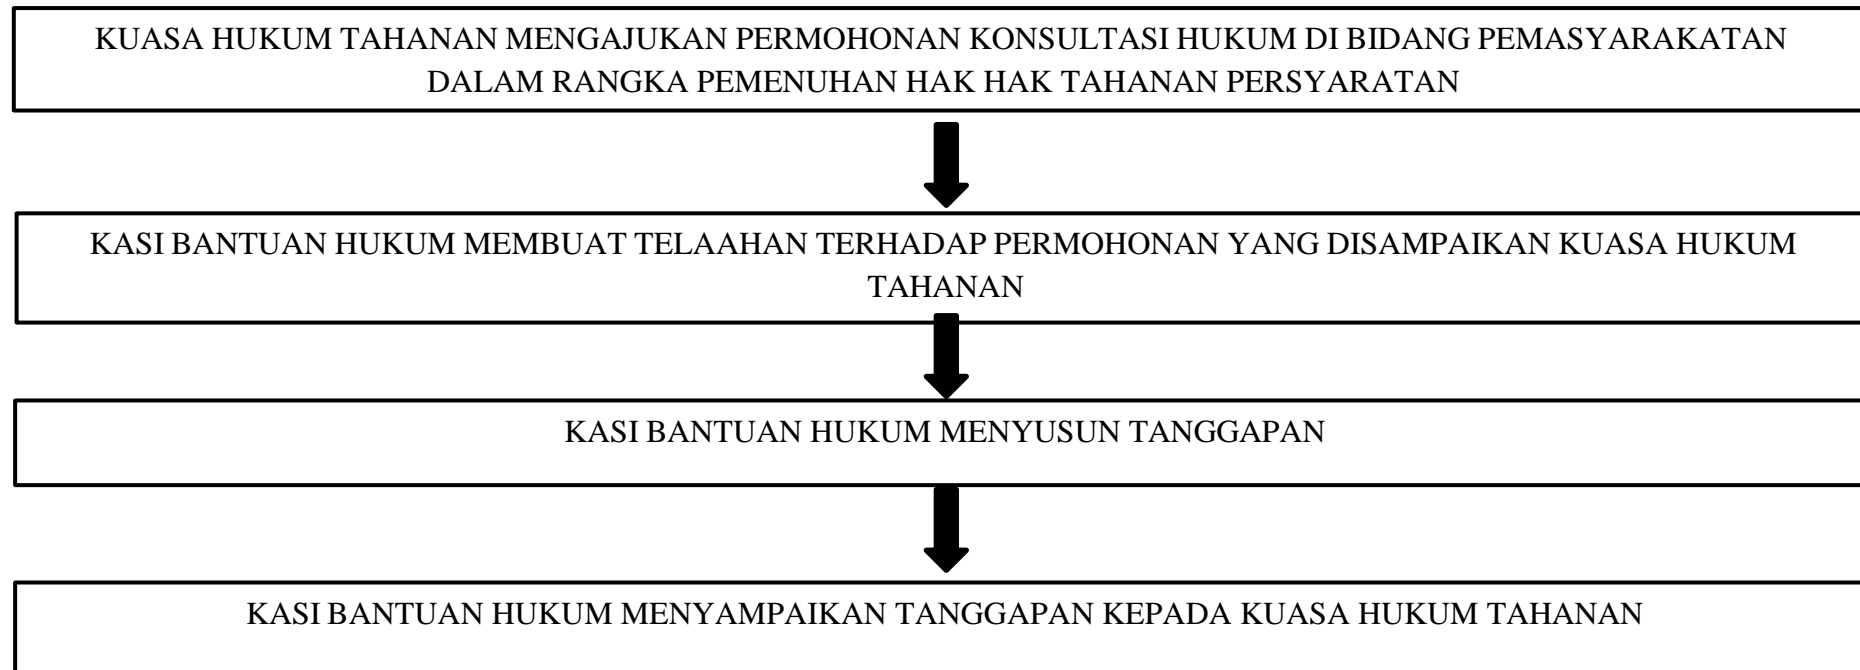 KUASA HUKUM TAHANAN MENGAJUKAN PERMOHONAN KONSULTASI HUKUM DI BIDANG PEMASYARAKATAN
DALAM RANGKA PEMENUHAN HAK HAK TAHANAN PERSYARATAN
KASI BANTUAN HUKUM MEMBUAT TELAAHAN TERHADAP PERMOHONAN YANG DISAMPAIKAN KUASA HUKUM
TAHANAN
KASI BANTUAN HUKUM MENYUSUN TANGGAPAN
KASI BANTUAN HUKUM MENYAMPAIKAN TANGGAPAN KEPADA KUASA HUKUM TAHANAN